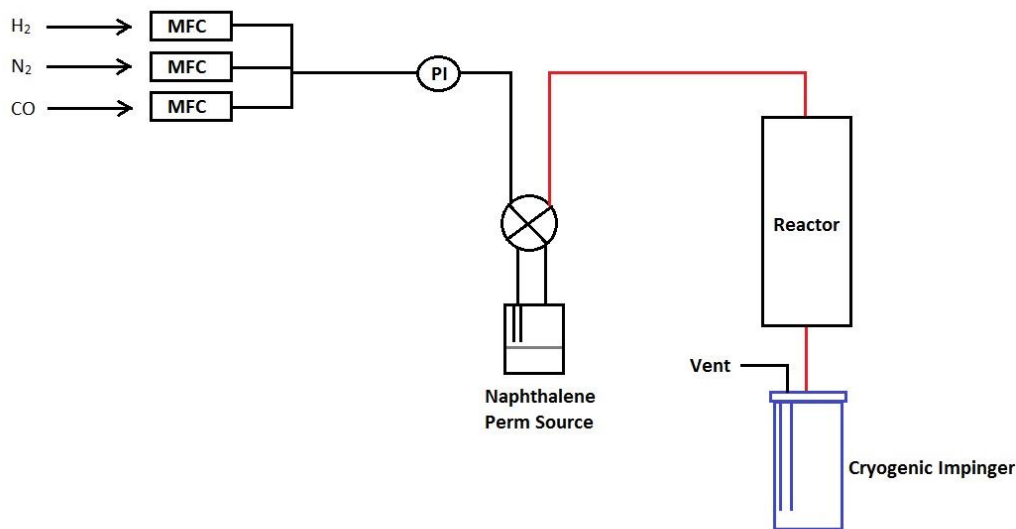 H₂
MFC
N₂
MFC
CO
MFC
PI
Reactor
Naphthalene
Perm Source
Vent
Cryogenic Impinger